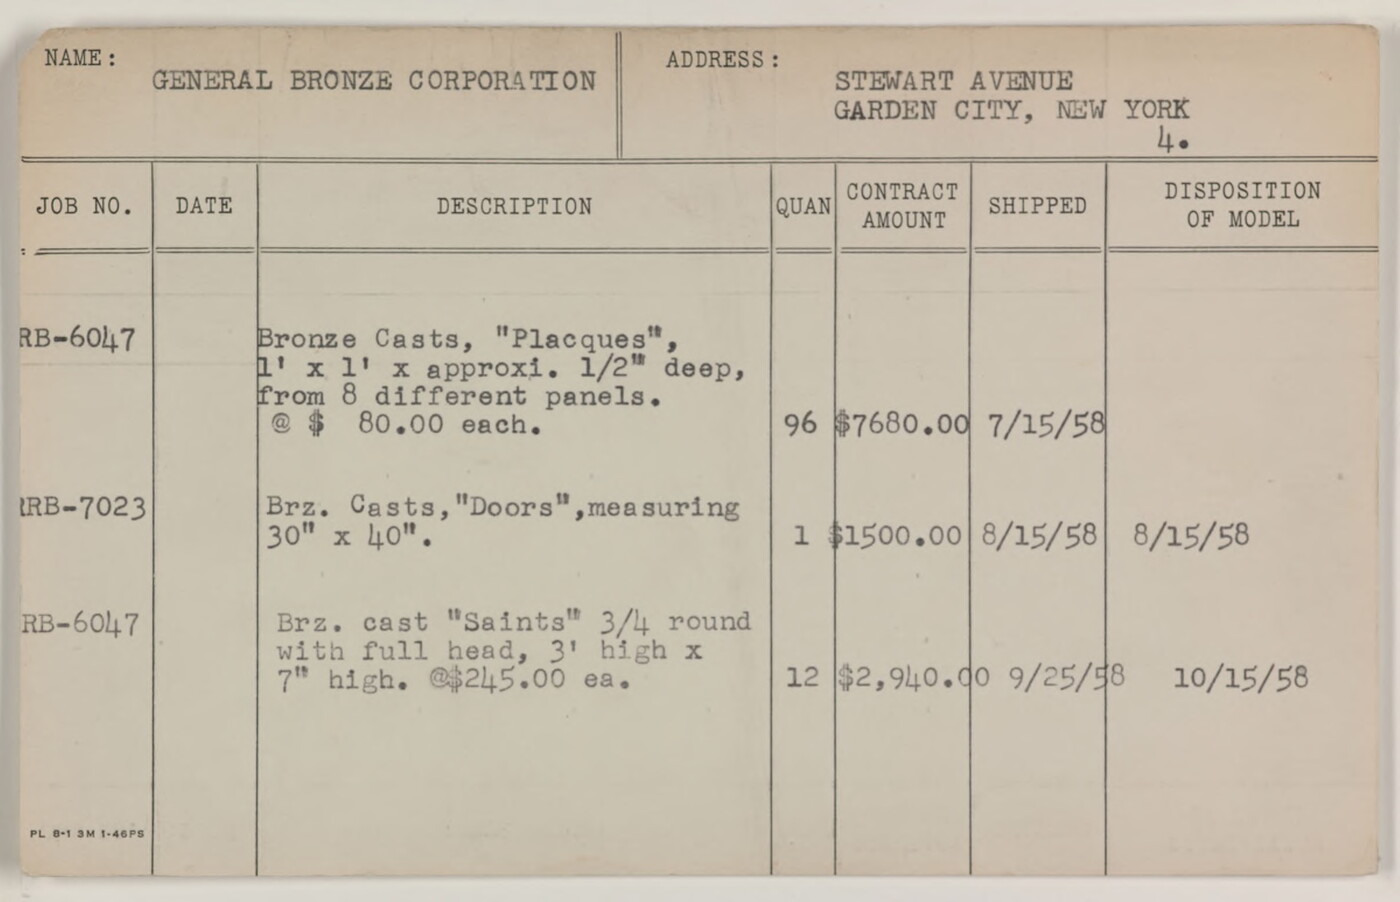 NAME:
GENERAL BRONZE CORPORATION
ADDRESS:
STEWART AVENUE
GARDEN CITY, NEW YORK
4.
JOB NO. DATE DESCRIPTION QUAN CONTRACT AMOUNT SHIPPED DISPOSITION OF MODEL
RB-6047 Bronze Casts, "Placques",
1' x 1' x approxi. 1/2" deep,
from 8 different panels.
@ $ 80.00 each. 96 $7680.00 7/15/58
RRB-7023 Brz. Casts,"Doors",measuring
30" x 40". 1 $1500.00 8/15/58 8/15/58
RB-6047 Brz. cast "Saints" 3/4 round
with full head, 3' high x
7" high. @$245.00 ea. 12 $2,940.00 9/25/58 10/15/58
PL 8-1 3M 1-46PS